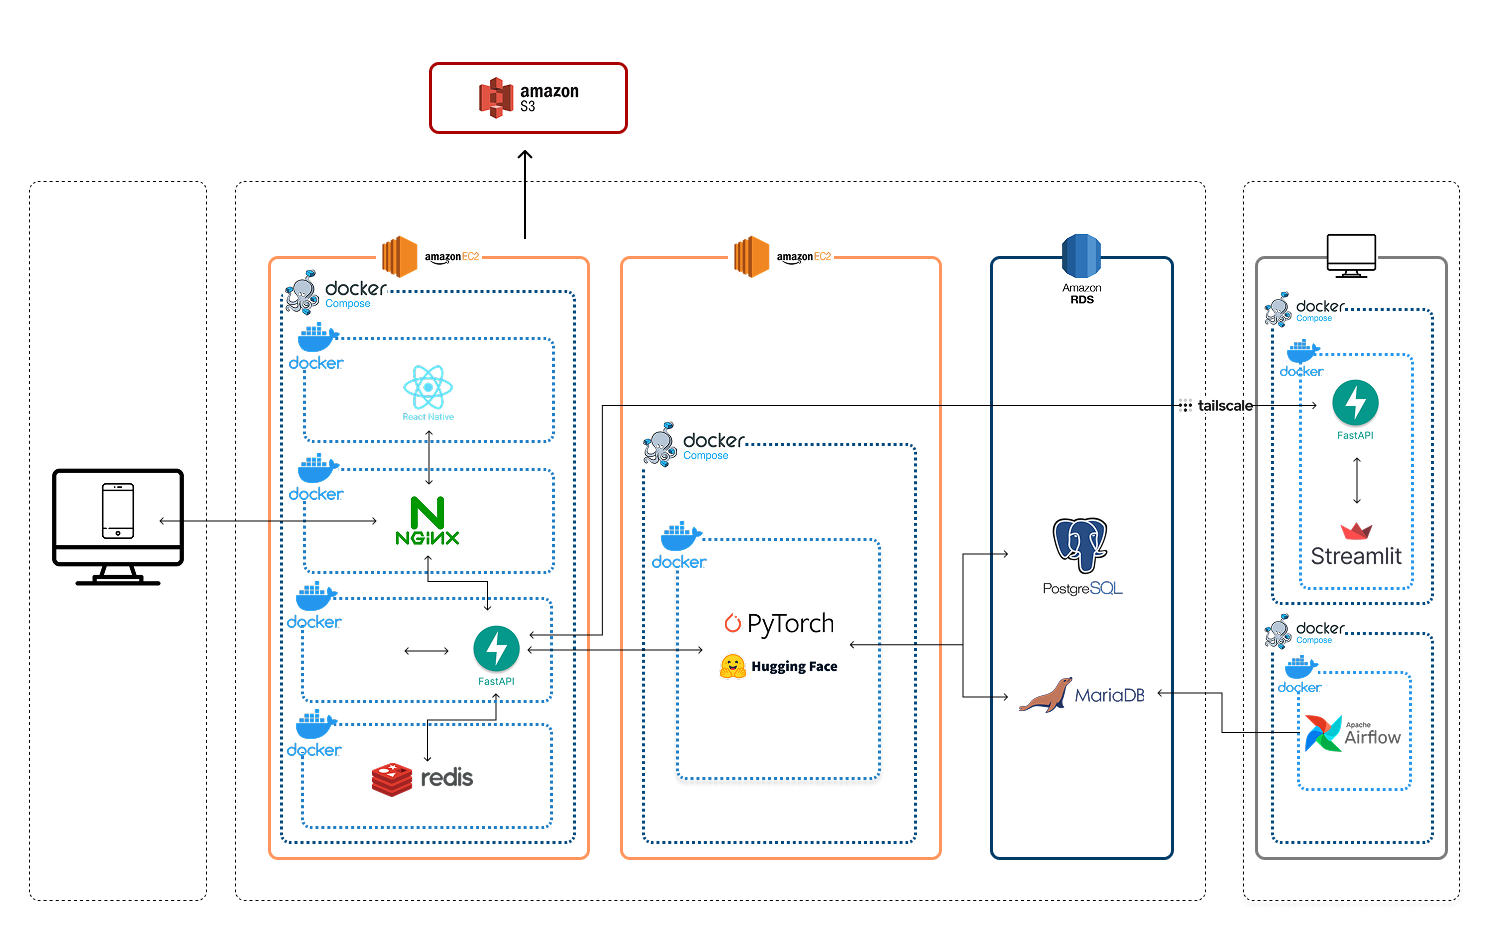 amazon
S3
amazon EC2
docker
Compose
docker
React Native
docker
NGINX
docker
FastAPI
docker
redis
amazon EC2
docker
Compose
docker
PyTorch
Hugging Face
Amazon
RDS
PostgreSQL
MariaDB
tailscale
docker
Compose
docker
FastAPI
Streamlit
docker
Compose
docker
Apache
Airflow